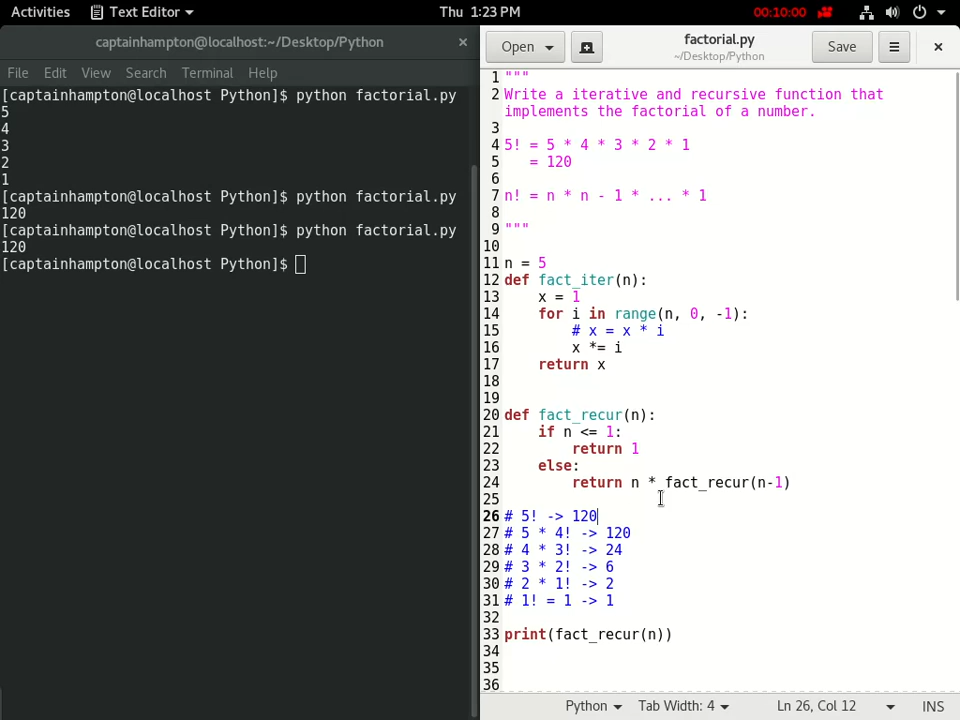 Activities Text Editor Thu 1:23 PM 00:10:00
captainhampton@localhost:~/Desktop/Python ×
File Edit View Search Terminal Help
[captainhampton@localhost Python]$ python factorial.py
5
4
3
2
1
[captainhampton@localhost Python]$ python factorial.py
120
[captainhampton@localhost Python]$ python factorial.py
120
[captainhampton@localhost Python]$
Open factorial.py Save ×
~/Desktop/Python
1 """
2 Write a iterative and recursive function that
implements the factorial of a number.
3
4 5! = 5 * 4 * 3 * 2 * 1
5    = 120
6
7 n! = n * n - 1 * ... * 1
8
9 """
10
11 n = 5
12 def fact_iter(n):
13     x = 1
14     for i in range(n, 0, -1):
15         # x = x * i
16         x *= i
17     return x
18
19
20 def fact_recur(n):
21     if n <= 1:
22         return 1
23     else:
24         return n * fact_recur(n-1)
25
26 # 5! -> 120
27 # 5 * 4! -> 120
28 # 4 * 3! -> 24
29 # 3 * 2! -> 6
30 # 2 * 1! -> 2
31 # 1! = 1 -> 1
32
33 print(fact_recur(n))
34
35
36
Python Tab Width: 4 Ln 26, Col 12 INS